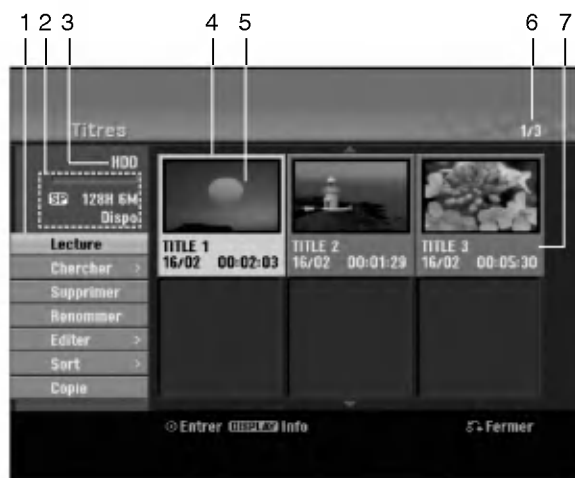 1 2 3 4 5 6 7
Titres
1/3
HDD
SP 128H 6M
Dispo
Lecture
Chercher >
Supprimer
Renommer
Editer >
Sort >
Copie
TITLE 1
16/02 00:02:03
TITLE 2
16/02 00:01:29
TITLE 3
16/02 00:05:30
Entrer DISPLAY Info
Fermer